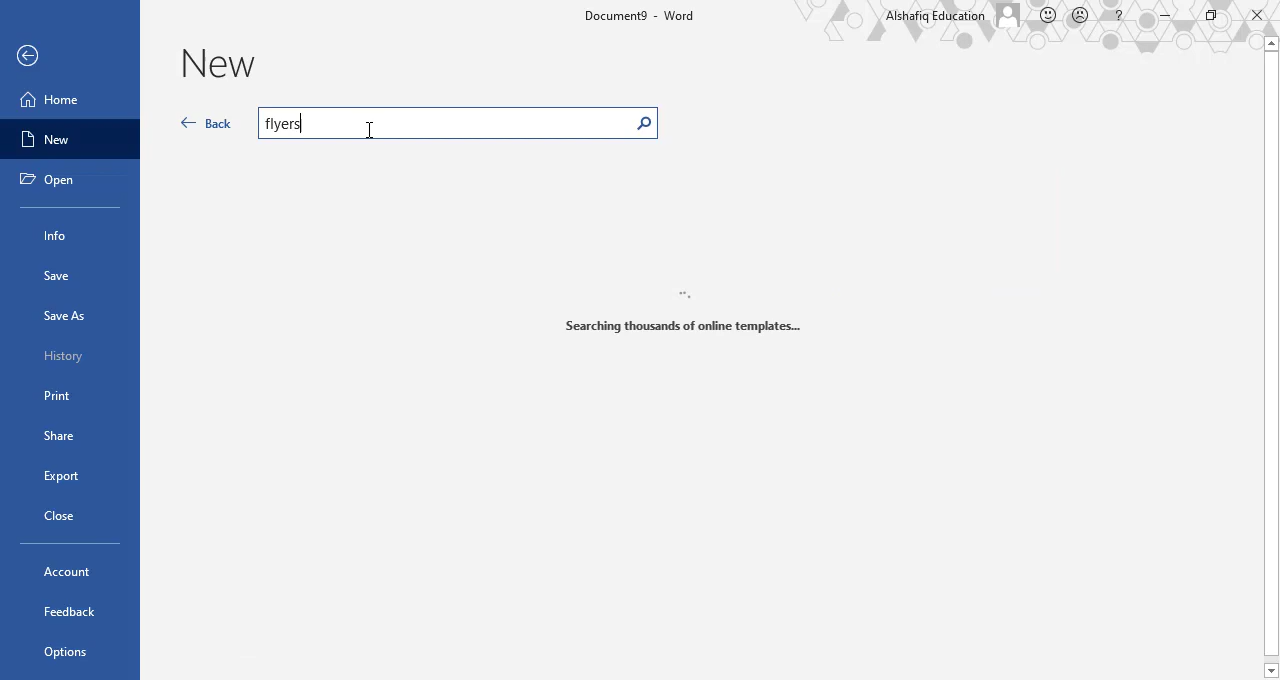 Document9 - Word
Alshafiq Education
?
New
Home
Back
flyers
New
Open
Info
Searching thousands of online templates...
Save
Save As
History
Print
Share
Export
Close
Account
Feedback
Options